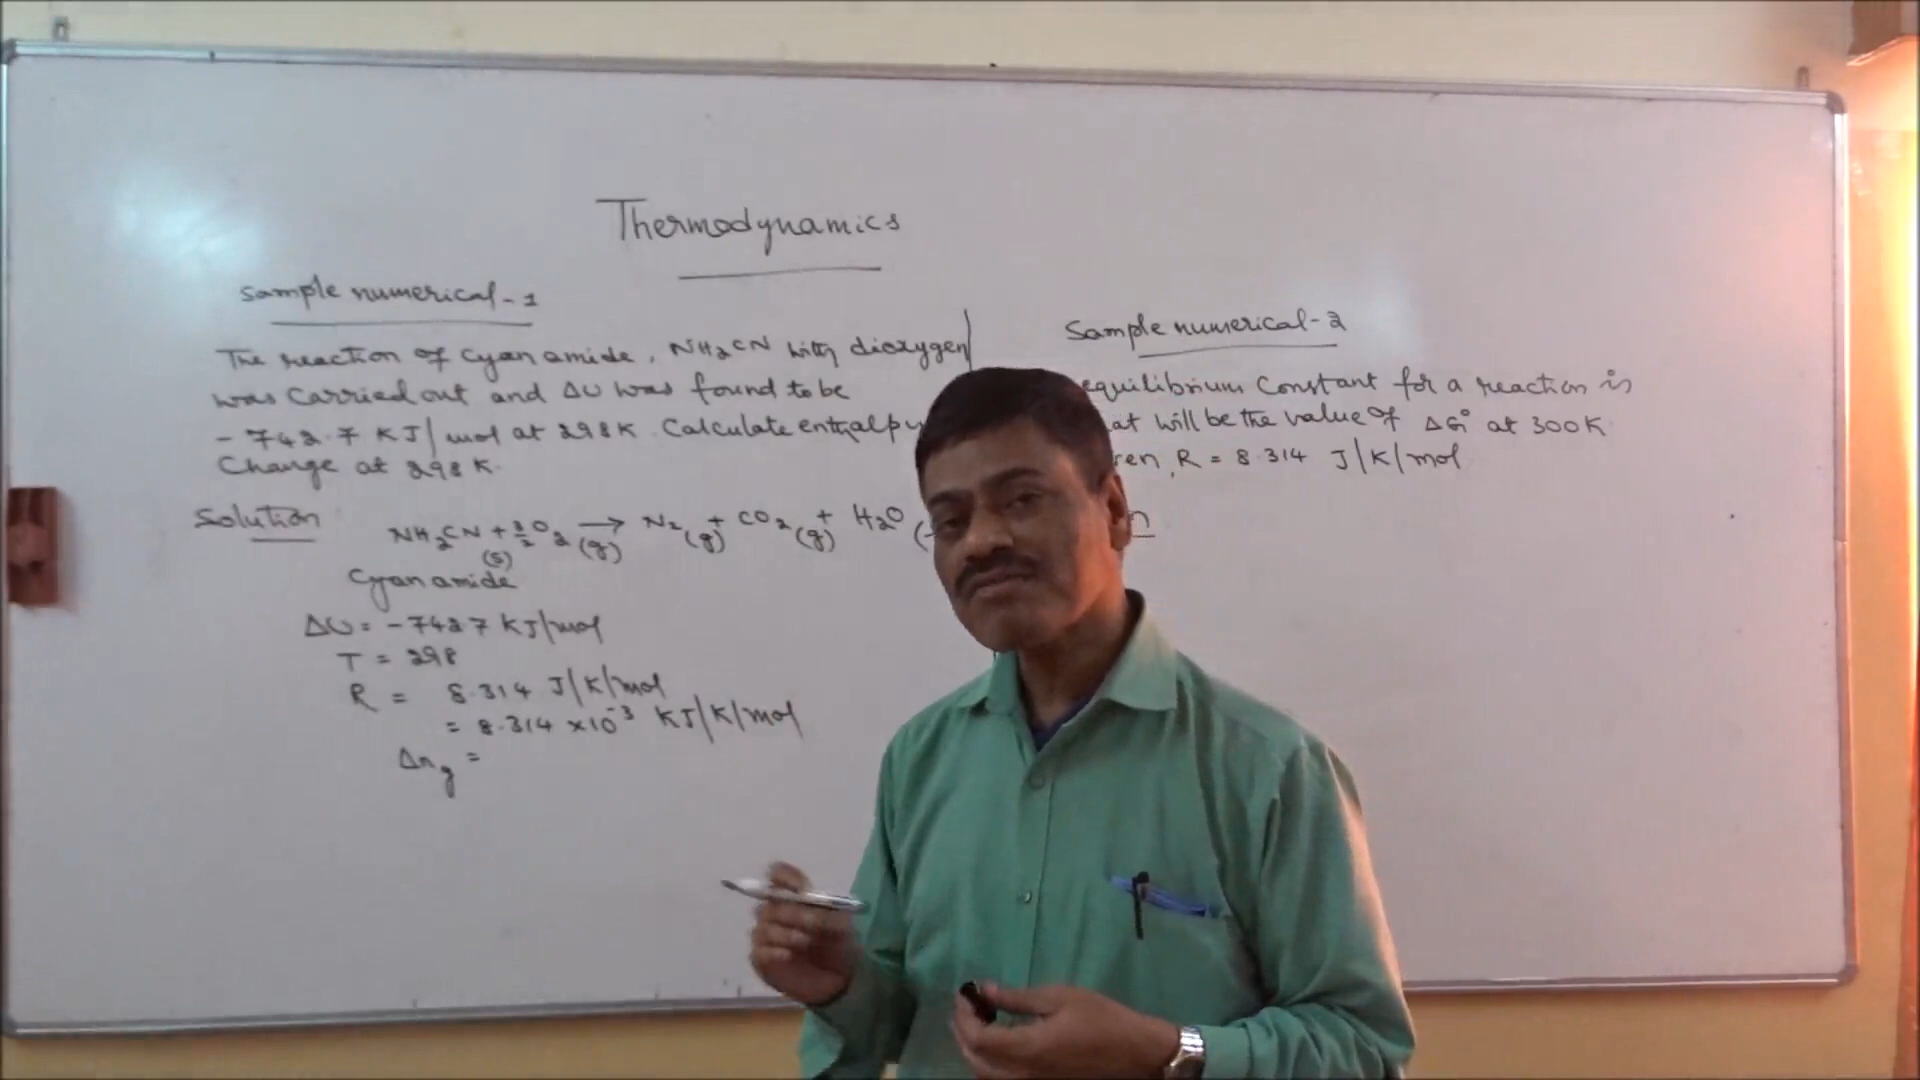 Thermodynamics
Sample numerical-1
The reaction of Cyanamide, NH2CN with dioxygen
was carried out and ΔU was found to be
-742.7 KJ/mol at 298K. Calculate enthalpy
Change at 298 K.
Solution
NH2CN(s) + 3/2 O2(g) → N2(g) + CO2(g) + H2O
Cyanamide
ΔU = -742.7 KJ/mol
T = 298
R = 8.314 J/K/mol
= 8.314 ×10⁻³ KJ/K/mol
Δng =
Sample numerical-2
equilibrium Constant for a reaction is
will be the value of ΔG° at 300K.
R = 8.314 J/K/mol